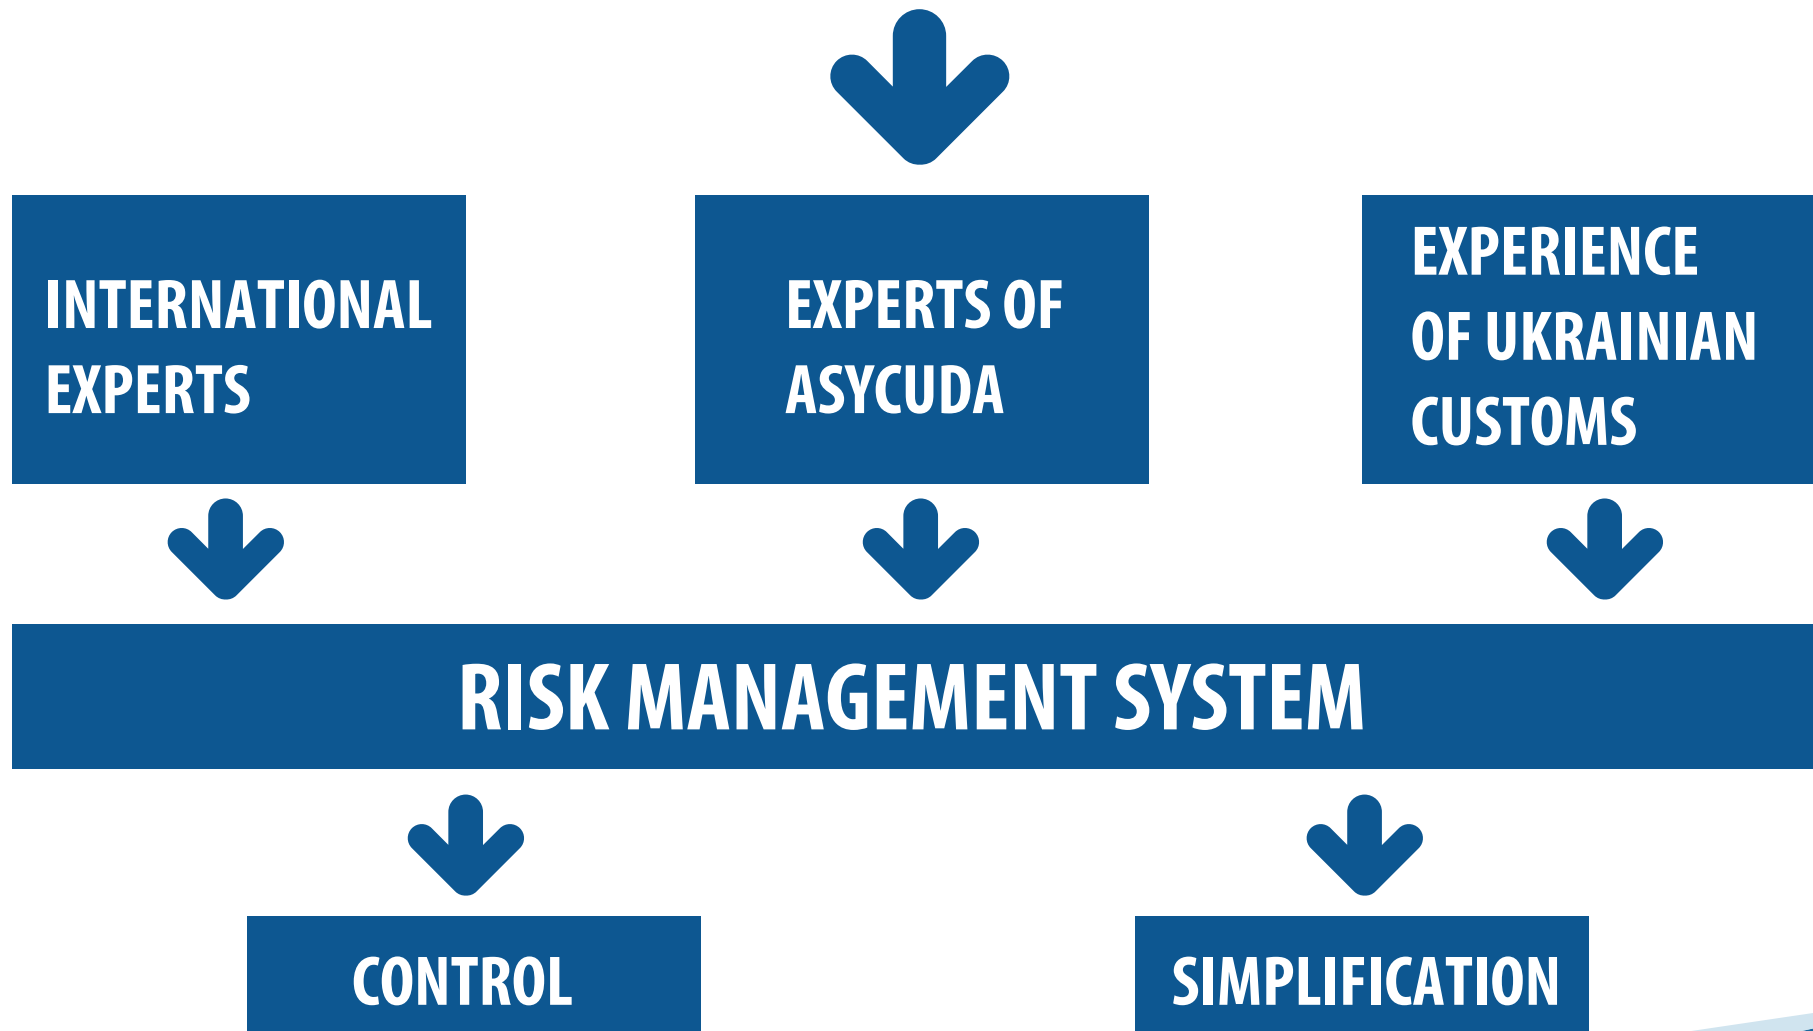 INTERNATIONAL
EXPERTS
EXPERTS OF
ASYCUDA
EXPERIENCE
OF UKRAINIAN
CUSTOMS
RISK MANAGEMENT SYSTEM
CONTROL
SIMPLIFICATION